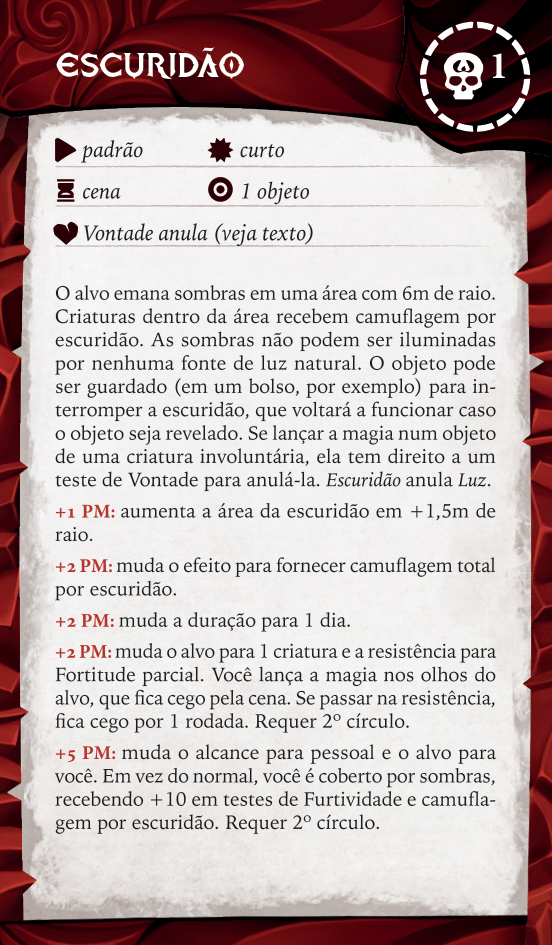 ESCURIDÃO
1
padrão curto
cena 1 objeto
Vontade anula (veja texto)
O alvo emana sombras em uma área com 6m de raio.
Criaturas dentro da área recebem camuflagem por
escuridão. As sombras não podem ser iluminadas
por nenhuma fonte de luz natural. O objeto pode
ser guardado (em um bolso, por exemplo) para in-
terromper a escuridão, que voltará a funcionar caso
o objeto seja revelado. Se lançar a magia num objeto
de uma criatura involuntária, ela tem direito a um
teste de Vontade para anulá-la. Escuridão anula Luz.
+1 PM: aumenta a área da escuridão em +1,5m de
raio.
+2 PM: muda o efeito para fornecer camuflagem total
por escuridão.
+2 PM: muda a duração para 1 dia.
+2 PM: muda o alvo para 1 criatura e a resistência para
Fortitude parcial. Você lança a magia nos olhos do
alvo, que fica cego pela cena. Se passar na resistência,
fica cego por 1 rodada. Requer 2º círculo.
+5 PM: muda o alcance para pessoal e o alvo para
você. Em vez do normal, você é coberto por sombras,
recebendo +10 em testes de Furtividade e camufla-
gem por escuridão. Requer 2º círculo.